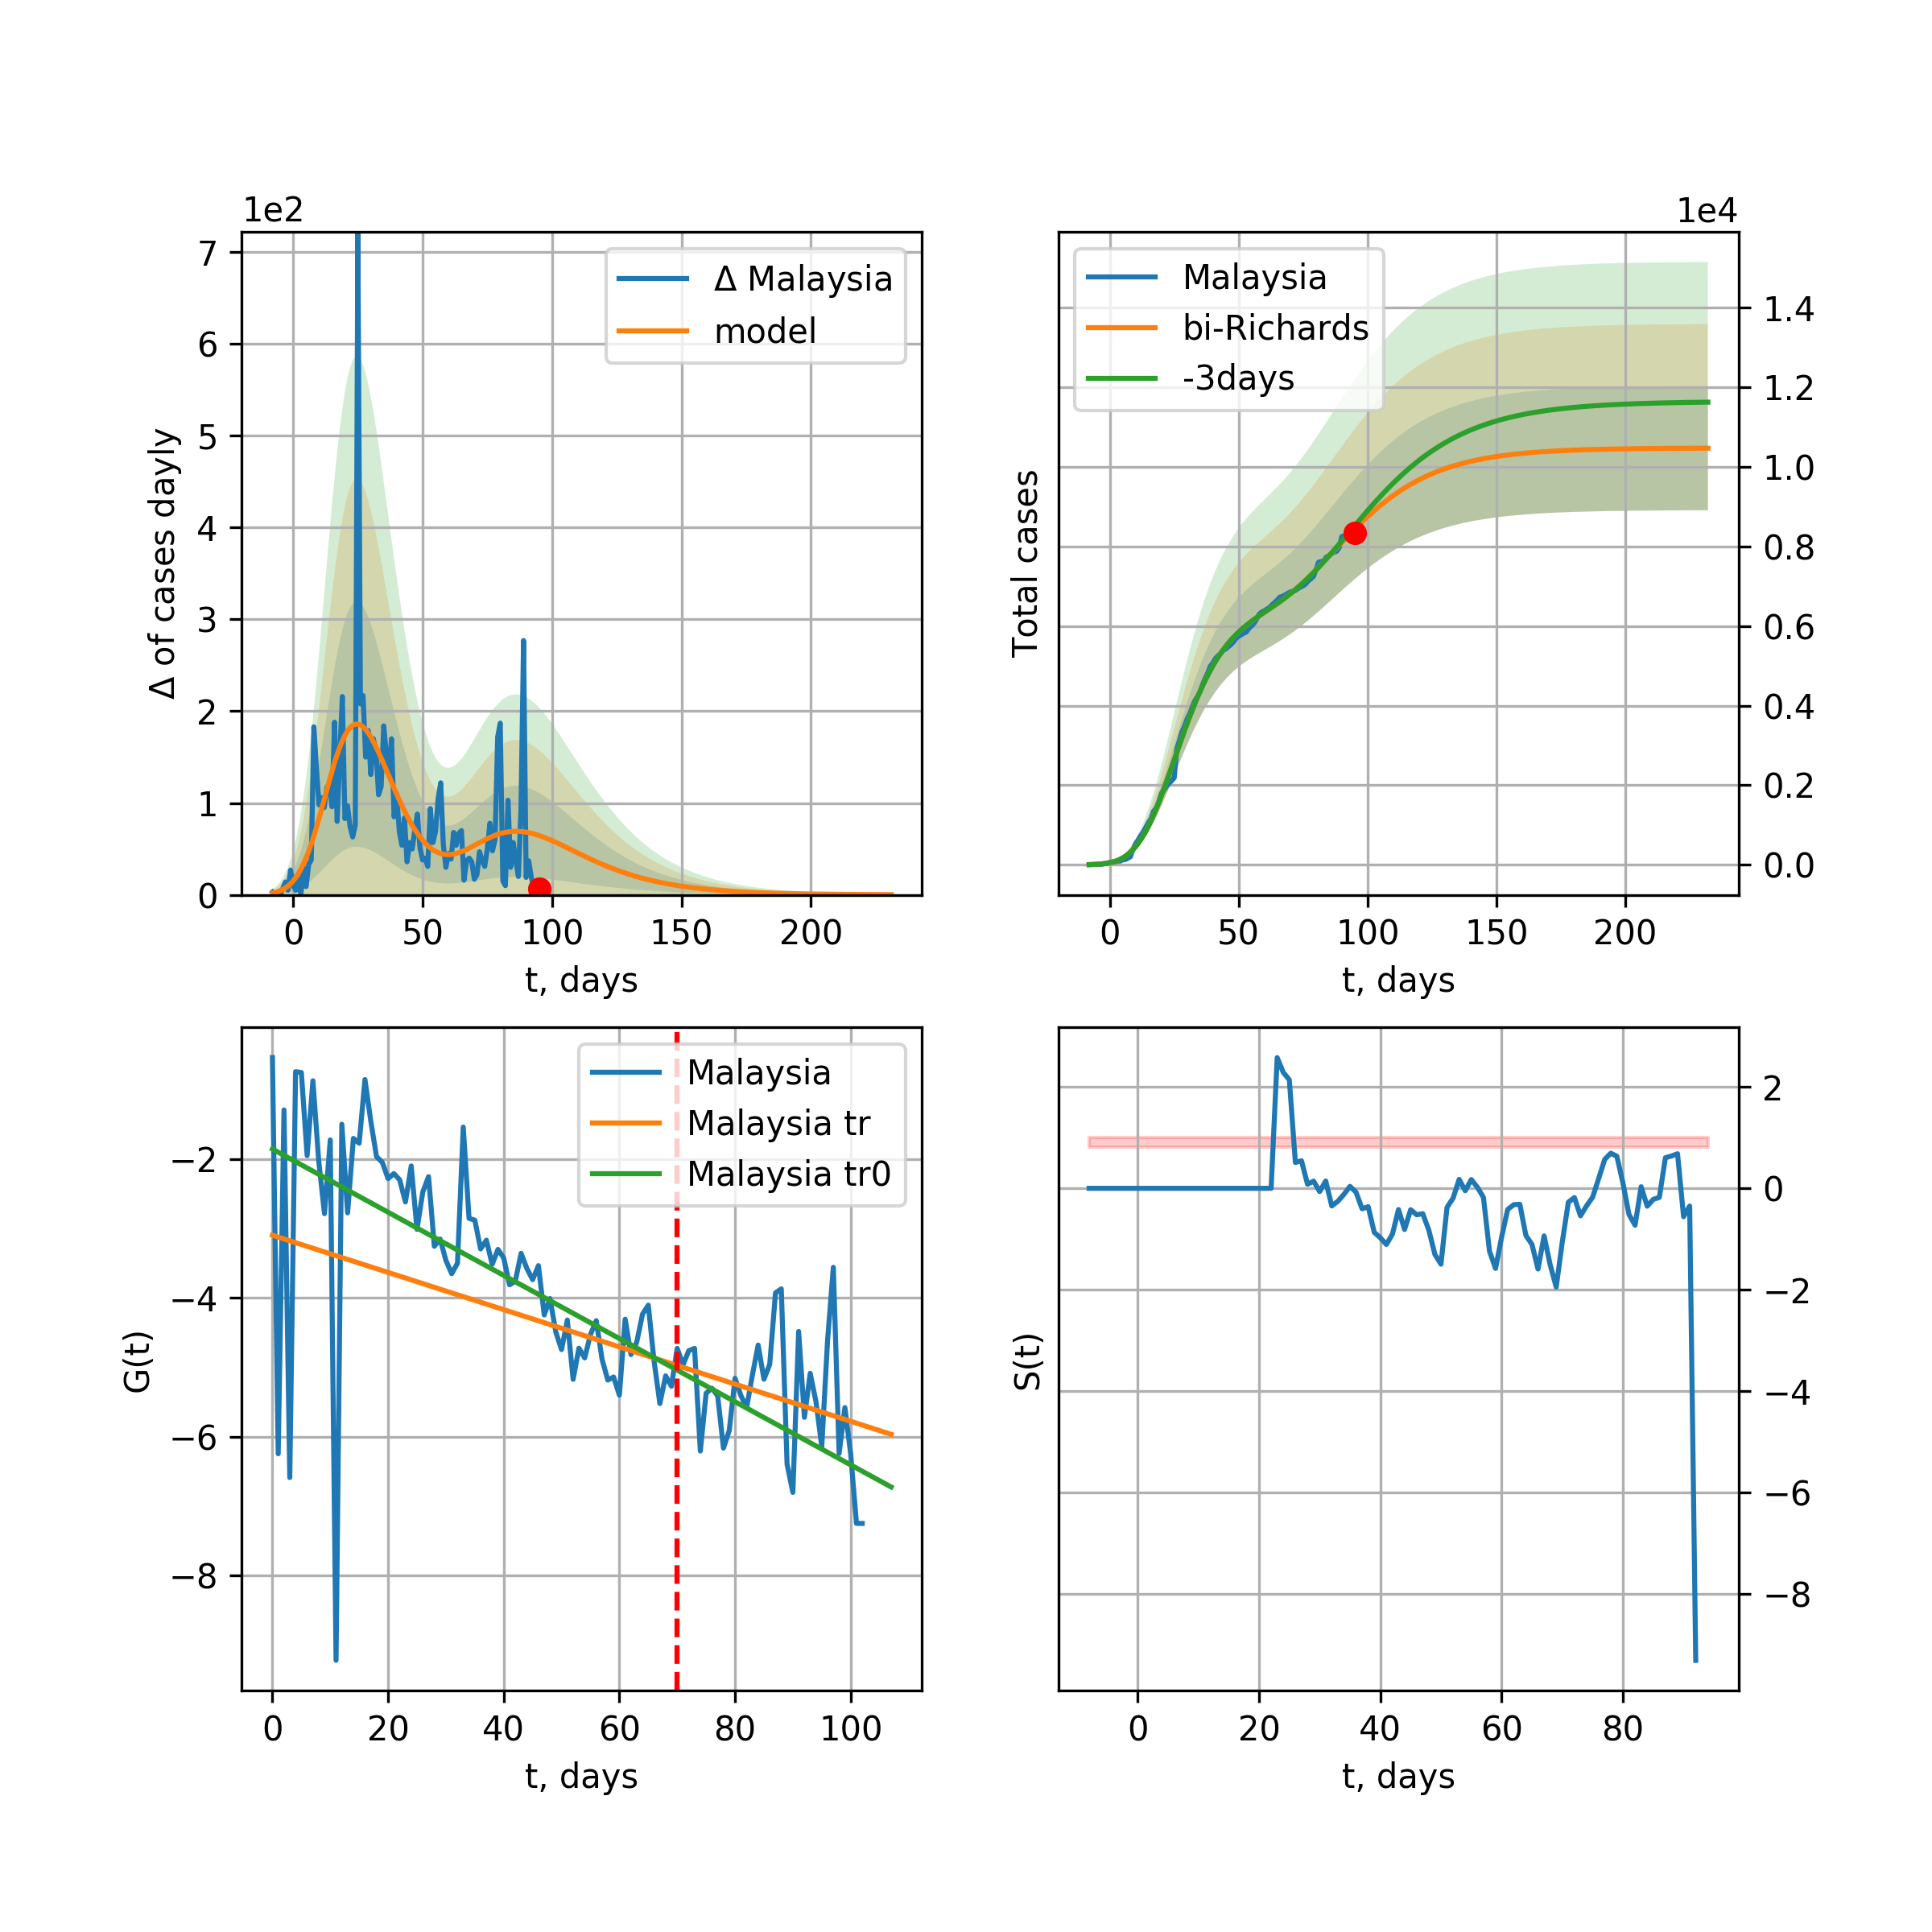 1e2
7
6
5
4
3
2
1
0
Δ of cases dayly
Δ Malaysia
model
0 50 100 150 200
t, days
1e4
Malaysia
bi-Richards
-3days
1.4
1.2
1.0
0.8
0.6
0.4
0.2
0.0
Total cases
0 50 100 150 200
t, days
Malaysia
Malaysia tr
Malaysia tr0
−2
−4
−6
−8
G(t)
0 20 40 60 80 100
t, days
2
0
−2
−4
−6
−8
S(t)
0 20 40 60 80
t, days